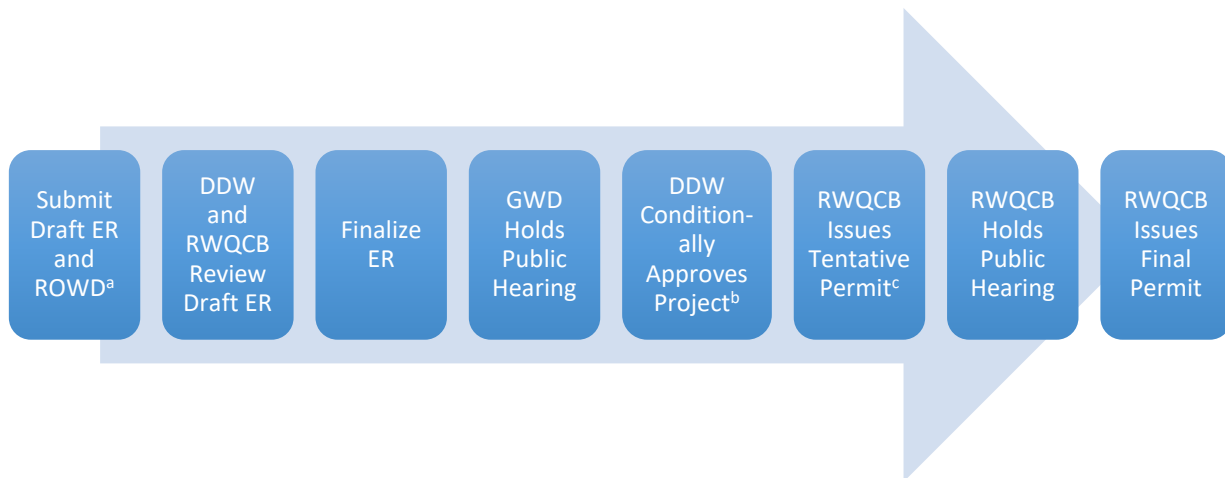 Submit
Draft ER
and
ROWDᵃ
DDW
and
RWQCB
Review
Draft ER
Finalize
ER
GWD
Holds
Public
Hearing
DDW
Condition-
ally
Approves
Projectᵇ
RWQCB
Issues
Tentative
Permitᶜ
RWQCB
Holds
Public
Hearing
RWQCB
Issues
Final
Permit